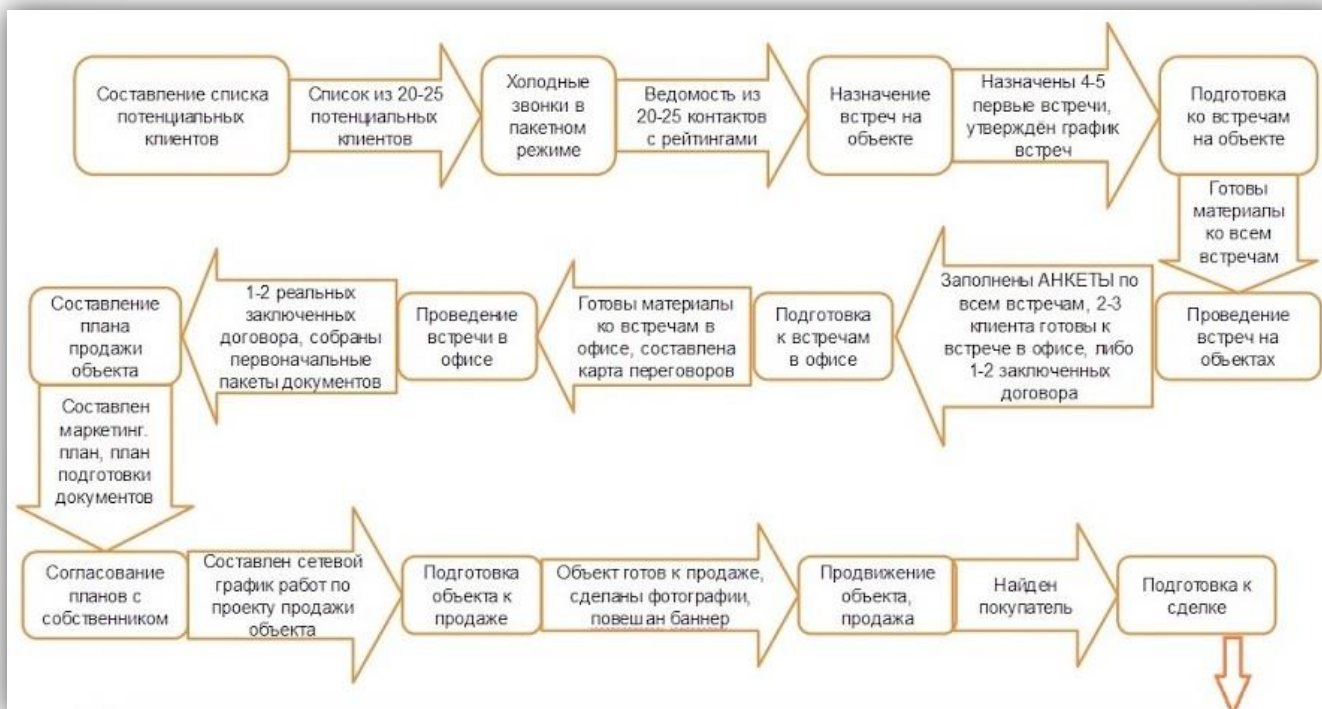 Составление списка
потенциальных
клиентов
Список из 20-25
потенциальных
клиентов
Холодные
звонки в
пакетном
режиме
Ведомость из
20-25 контактов
с рейтингами
Назначение
встреч на
объекте
Назначены 4-5
первые встречи,
утверждён график
встреч
Подготовка
ко встречам
на объекте
Готовы
материалы
ко всем
встречам
Проведение
встреч на
объектах
Заполнены АНКЕТЫ по
всем встречам, 2-3
клиента готовы к
встрече в офисе, либо
1-2 заключенных
договора
Подготовка
к встречам
в офисе
Готовы материалы
ко встречам в
офисе, составлена
карта переговоров
Проведение
встречи в
офисе
1-2 реальных
заключенных
договора, собраны
первоначальные
пакеты документов
Составление
плана
продажи
объекта
Составлен
маркетинг.
план, план
подготовки
документов
Согласование
планов с
собственником
Составлен сетевой
график работ по
проекту продажи
объекта
Подготовка
объекта к
продаже
Объект готов к продаже,
сделаны фотографии,
повешан баннер
Продвижение
объекта,
продажа
Найден
покупатель
Подготовка к
сделке